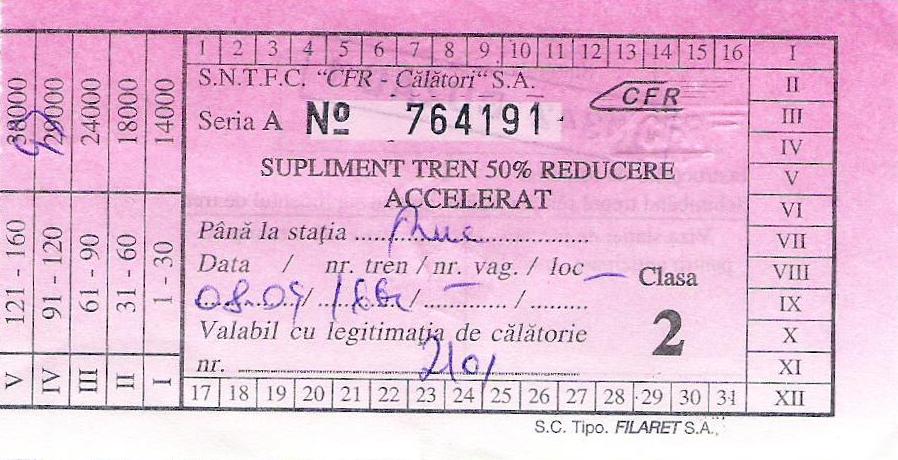 1 2 3 4 5 6 7 8 9 10 11 12 13 14 15 16
S.N.T.F.C. "CFR - Călători" S.A.
CFR
Seria A Nº 764191
SUPLIMENT TREN 50% REDUCERE
ACCELERAT
Până la stația
Data / nr. tren / nr. vag. / loc
08.09 / / /
Clasa
2
Valabil cu legitimația de călătorie
nr. 2101
17 18 19 20 21 22 23 24 25 26 27 28 29 30 31
I
II
III
IV
V
VI
VII
VIII
IX
X
XI
XII
V 121 - 160 38000
IV 91 - 120 29000
III 61 - 90 24000
II 31 - 60 18000
I 1 - 30 14000
S.C. Tipo. FILARET S.A.,